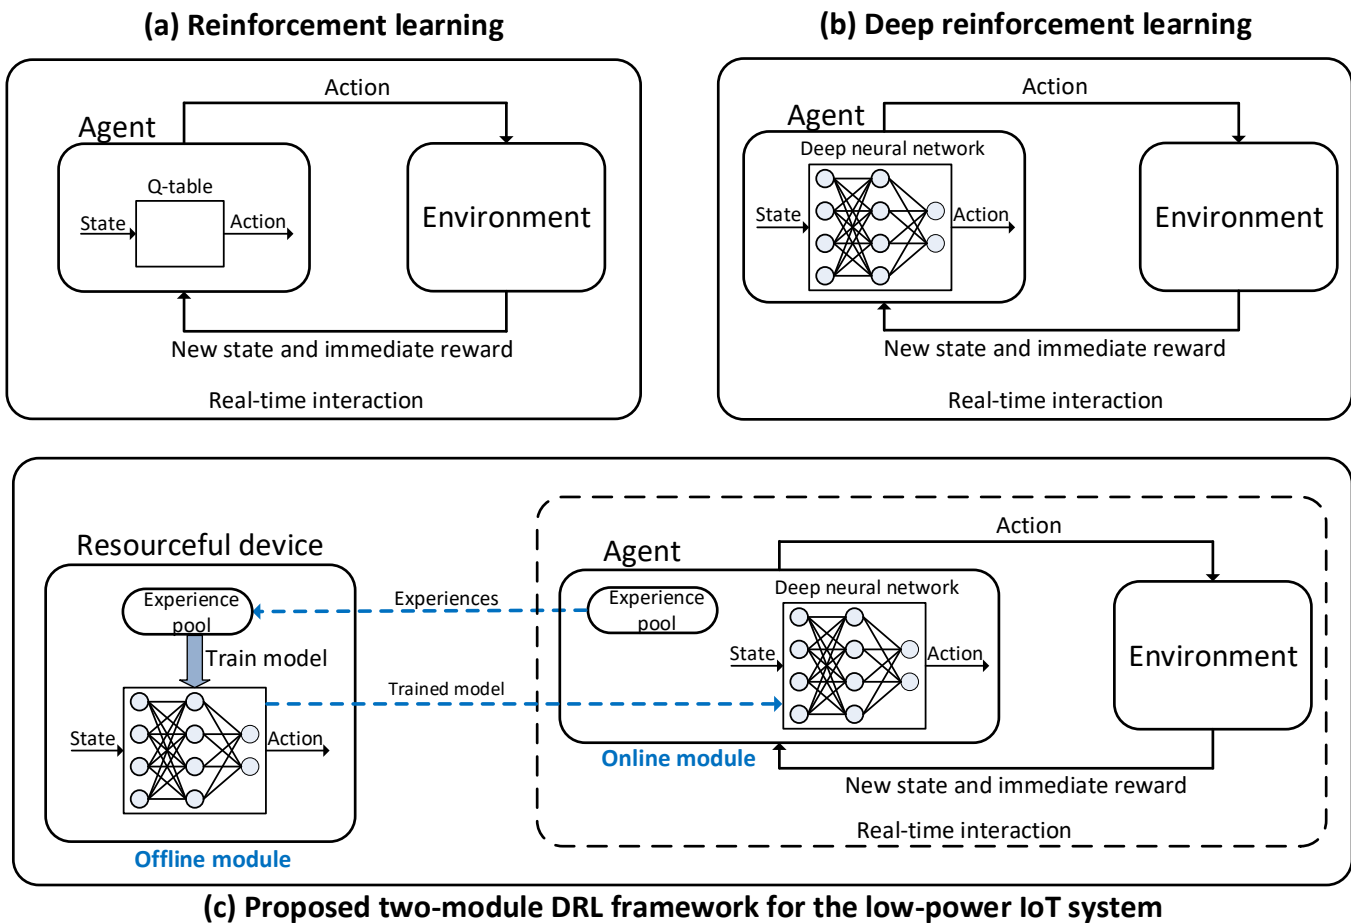 (a) Reinforcement learning
Action
Agent
Q-table
State
Action
Environment
New state and immediate reward
Real-time interaction
(b) Deep reinforcement learning
Action
Agent
Deep neural network
State
Action
Environment
New state and immediate reward
Real-time interaction
Resourceful device
Experience
pool
Train model
State
Action
Offline module
Experiences
Trained model
Action
Agent
Experience
pool
Deep neural network
State
Action
Online module
Environment
New state and immediate reward
Real-time interaction
(c) Proposed two-module DRL framework for the low-power IoT system